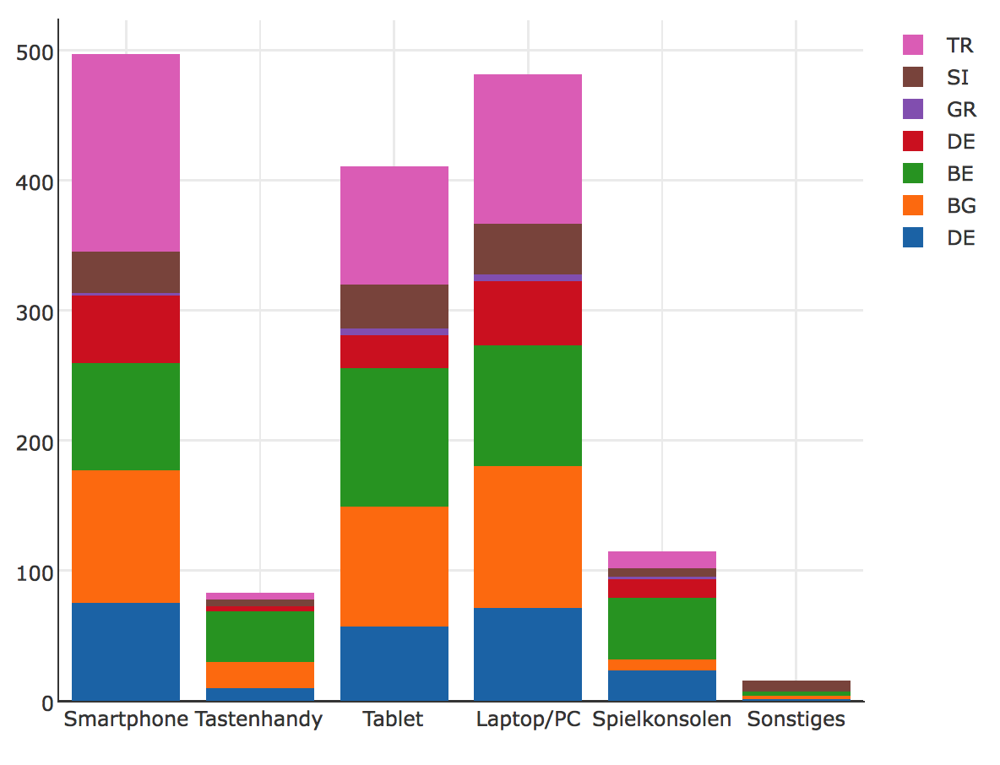 500
400
300
200
100
0
Smartphone Tastenhandy Tablet Laptop/PC Spielkonsolen Sonstiges
TR
SI
GR
DE
BE
BG
DE